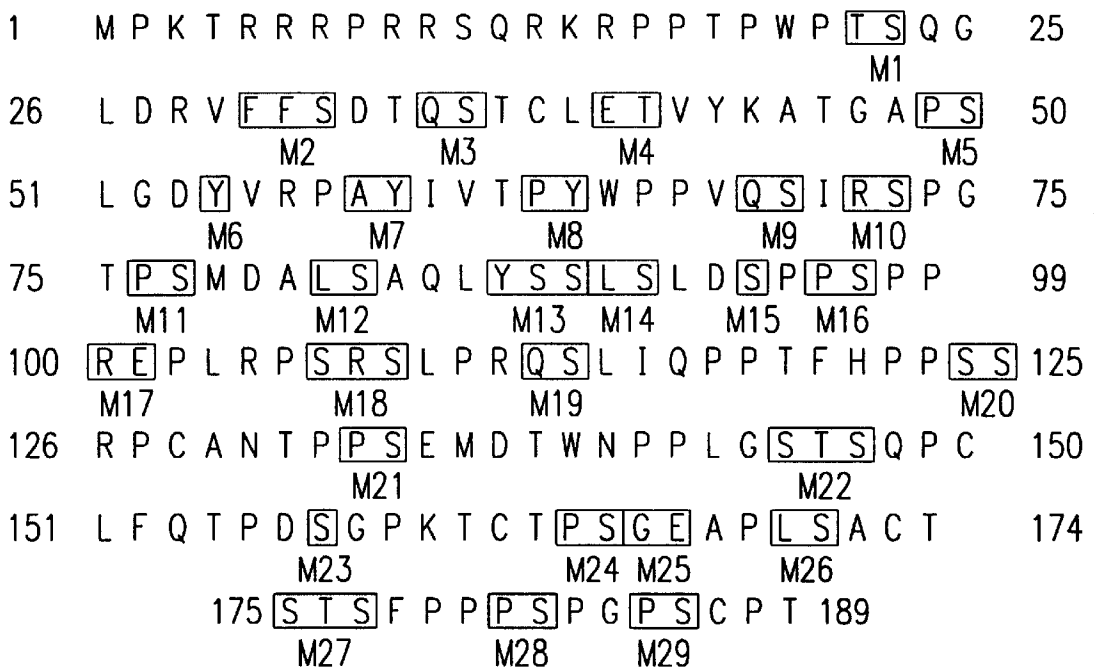 1 M P K T R R R P R R S Q R K R P P T P W P T S Q G 25
M1
26 L D R V F F S D T Q S T C L E T V Y K A T G A P S 50
M2 M3 M4 M5
51 L G D Y V R P A Y I V T P Y W P P V Q S I R S P G 75
M6 M7 M8 M9 M10
75 T P S M D A L S A Q L Y S S L S L D S P P S P P 99
M11 M12 M13 M14 M15 M16
100 R E P L R P S R S L P R Q S L I Q P P T F H P P S S 125
M17 M18 M19 M20
126 R P C A N T P P S E M D T W N P P L G S T S Q P C 150
M21 M22
151 L F Q T P D S G P K T C T P S G E A P L S A C T 174
M23 M24 M25 M26
175 S T S F P P P S P G P S C P T 189
M27 M28 M29